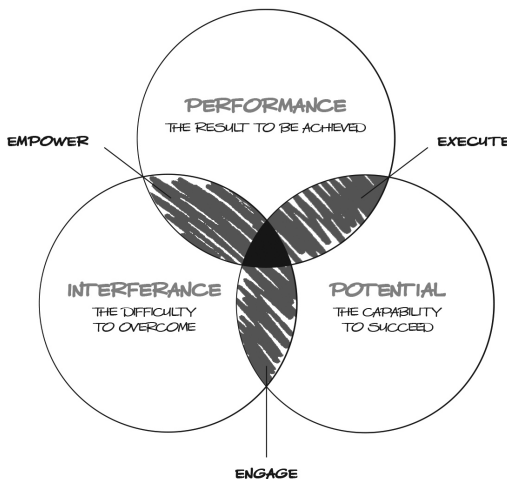 PERFORMANCE
THE RESULT TO BE ACHIEVED
EMPOWER
EXECUTE
INTERFERANCE
THE DIFFICULTY
TO OVERCOME
POTENTIAL
THE CAPABILITY
TO SUCCEED
ENGAGE